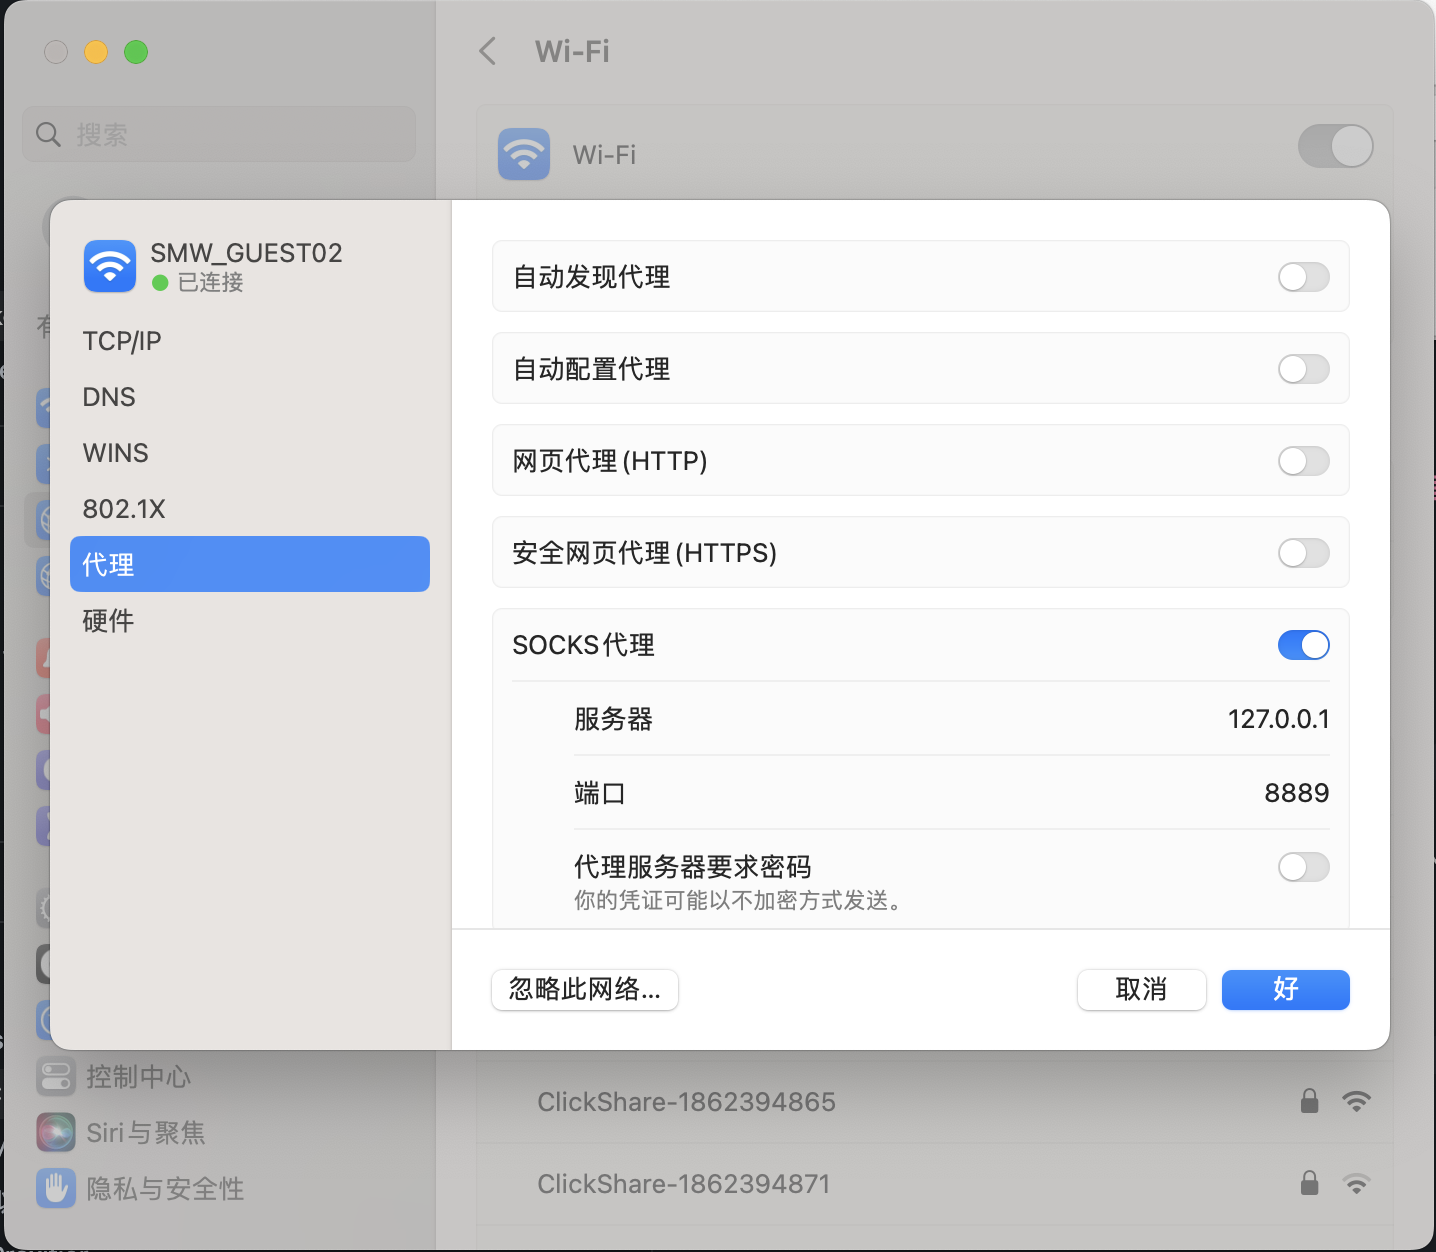 Wi-Fi
搜索
Wi-Fi
SMW_GUEST02
已连接
TCP/IP
DNS
WINS
802.1X
代理
硬件
自动发现代理
自动配置代理
网页代理(HTTP)
安全网页代理(HTTPS)
SOCKS代理
服务器
127.0.0.1
端口
8889
代理服务器要求密码
你的凭证可能以不加密方式发送。
忽略此网络...
取消
好
控制中心
Siri与聚焦
隐私与安全性
ClickShare-1862394865
ClickShare-1862394871